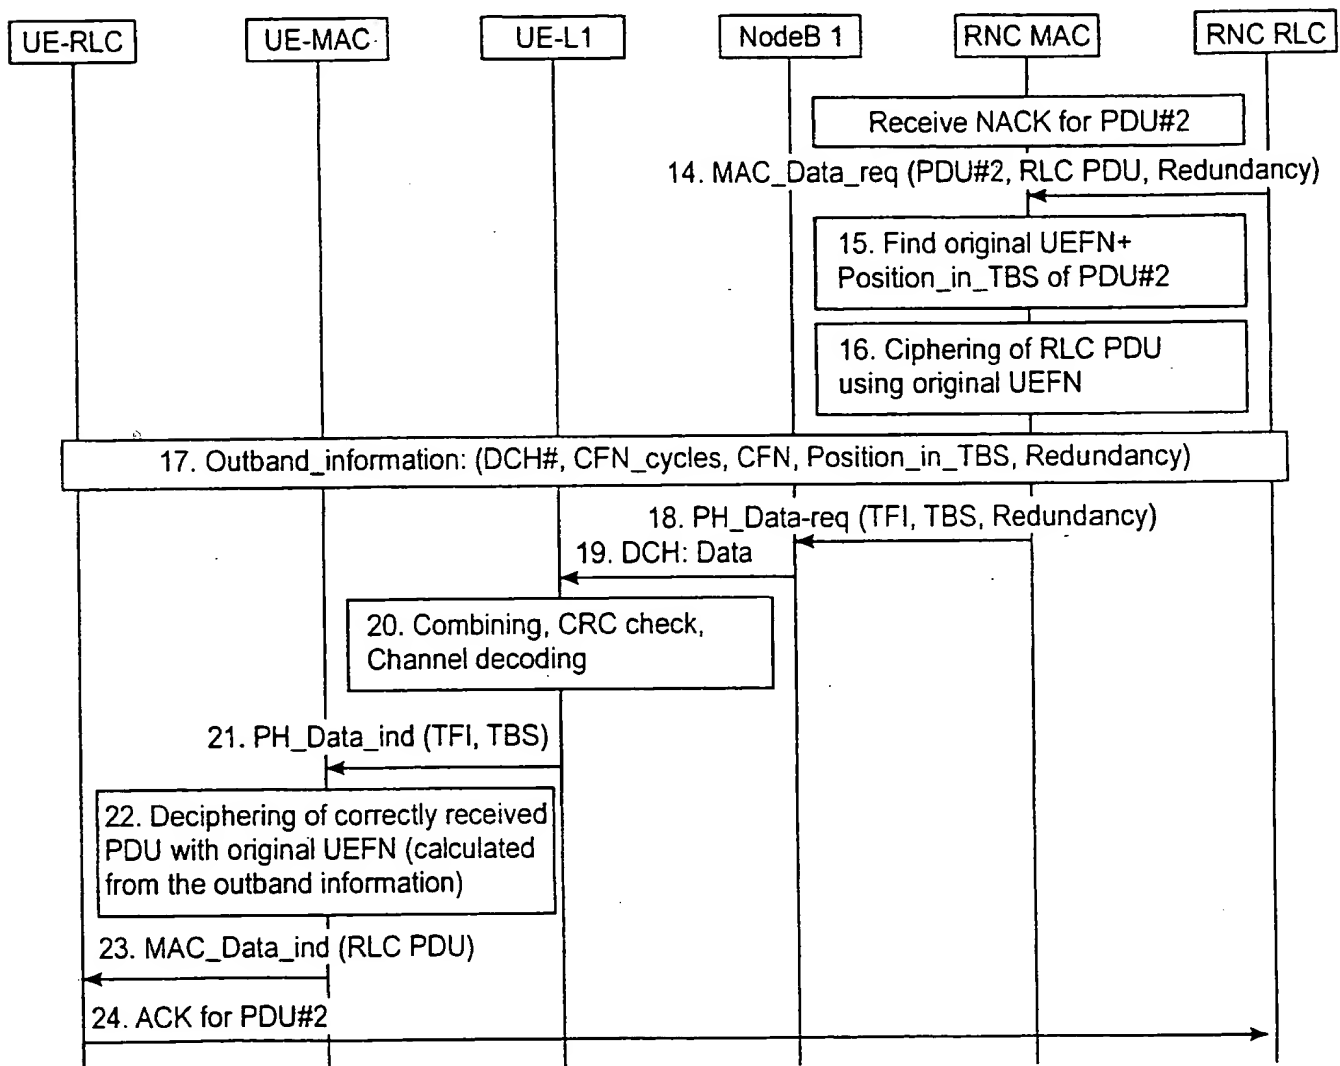 UE-RLC
UE-MAC
UE-L1
NodeB 1
RNC MAC
RNC RLC
Receive NACK for PDU#2
14. MAC_Data_req (PDU#2, RLC PDU, Redundancy)
15. Find original UEFN+
Position_in_TBS of PDU#2
16. Ciphering of RLC PDU
using original UEFN
17. Outband_information: (DCH#, CFN_cycles, CFN, Position_in_TBS, Redundancy)
18. PH_Data-req (TFI, TBS, Redundancy)
19. DCH: Data
20. Combining, CRC check,
Channel decoding
21. PH_Data_ind (TFI, TBS)
22. Deciphering of correctly received
PDU with original UEFN (calculated
from the outband information)
23. MAC_Data_ind (RLC PDU)
24. ACK for PDU#2